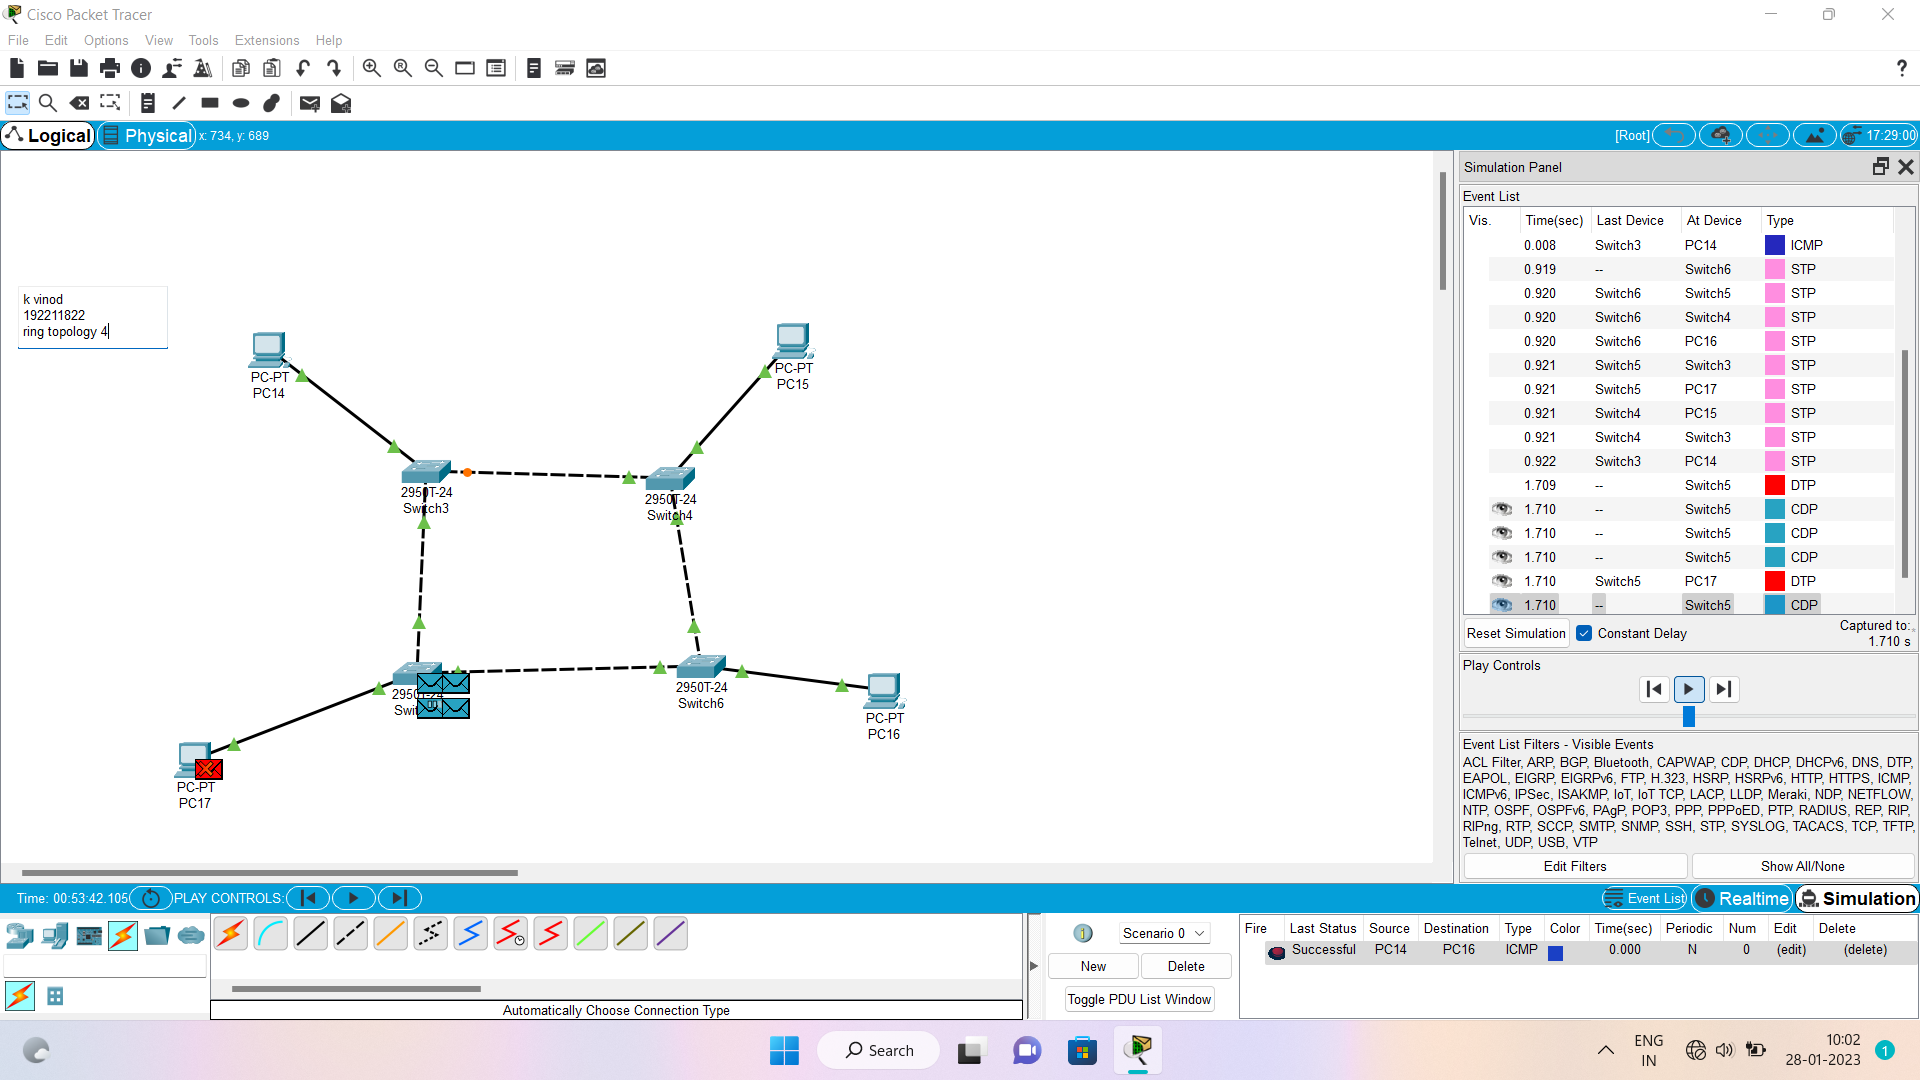 Cisco Packet Tracer
File Edit Options View Tools Extensions Help
Logical Physical x: 734, y: 689 [Root] 17:29:00
k vinod
192211822
ring topology 4
PC-PT
PC14
PC-PT
PC15
2950T-24
Switch3
2950T-24
Switch4
2950T-24
Swit
2950T-24
Switch6
PC-PT
PC16
PC-PT
PC17
Simulation Panel
Event List
Vis. Time(sec) Last Device At Device Type
0.008 Switch3 PC14 ICMP
0.919 -- Switch6 STP
0.920 Switch6 Switch5 STP
0.920 Switch6 Switch4 STP
0.920 Switch6 PC16 STP
0.921 Switch5 Switch3 STP
0.921 Switch5 PC17 STP
0.921 Switch4 PC15 STP
0.921 Switch4 Switch3 STP
0.922 Switch3 PC14 STP
1.709 -- Switch5 DTP
1.710 -- Switch5 CDP
1.710 -- Switch5 CDP
1.710 -- Switch5 CDP
1.710 Switch5 PC17 DTP
1.710 -- Switch5 CDP
Reset Simulation Constant Delay Captured to:
1.710 s
Play Controls
Event List Filters - Visible Events
ACL Filter, ARP, BGP, Bluetooth, CAPWAP, CDP, DHCP, DHCPv6, DNS, DTP,
EAPOL, EIGRP, EIGRPv6, FTP, H.323, HSRP, HSRPv6, HTTP, HTTPS, ICMP,
ICMPv6, IPSec, ISAKMP, IoT, IoT TCP, LACP, LLDP, Meraki, NDP, NETFLOW,
NTP, OSPF, OSPFv6, PAgP, POP3, PPP, PPPoED, PTP, RADIUS, REP, RIP,
RIPng, RTP, SCCP, SMTP, SNMP, SSH, STP, SYSLOG, TACACS, TCP, TFTP,
Telnet, UDP, USB, VTP
Edit Filters Show All/None
Time: 00:53:42.105 PLAY CONTROLS: Event List Realtime Simulation
Automatically Choose Connection Type
Scenario 0
New Delete
Toggle PDU List Window
Fire Last Status Source Destination Type Color Time(sec) Periodic Num Edit Delete
Successful PC14 PC16 ICMP 0.000 N 0 (edit) (delete)
Search
ENG
IN
10:02
28-01-2023
1